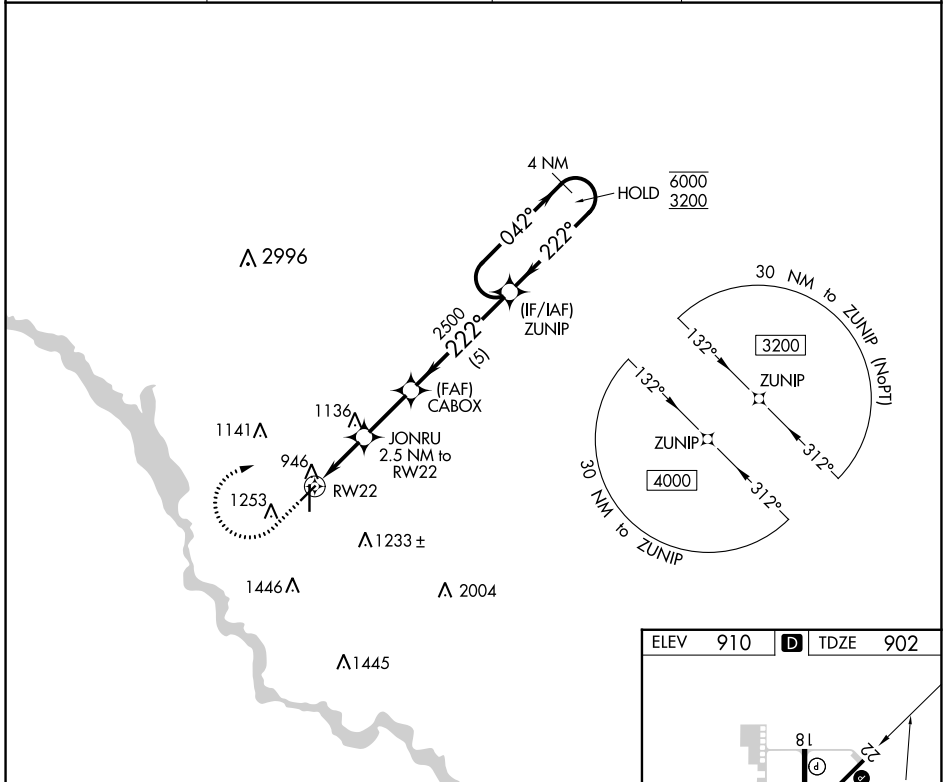 4 NM
HOLD 6000
3200
042°
222°
2996
(IF/IAF)
ZUNIP
2500
222°
(5)
(FAF)
CABOX
1136
JONRU
2.5 NM to
RW22
1141
946
RW22
1253
1233 ±
1446
2004
1445
30 NM to ZUNIP (NoPT)
132°
3200
ZUNIP
312°
132°
ZUNIP
4000
312°
30 NM to ZUNIP
ELEV 910 D TDZE 902
18
22
P